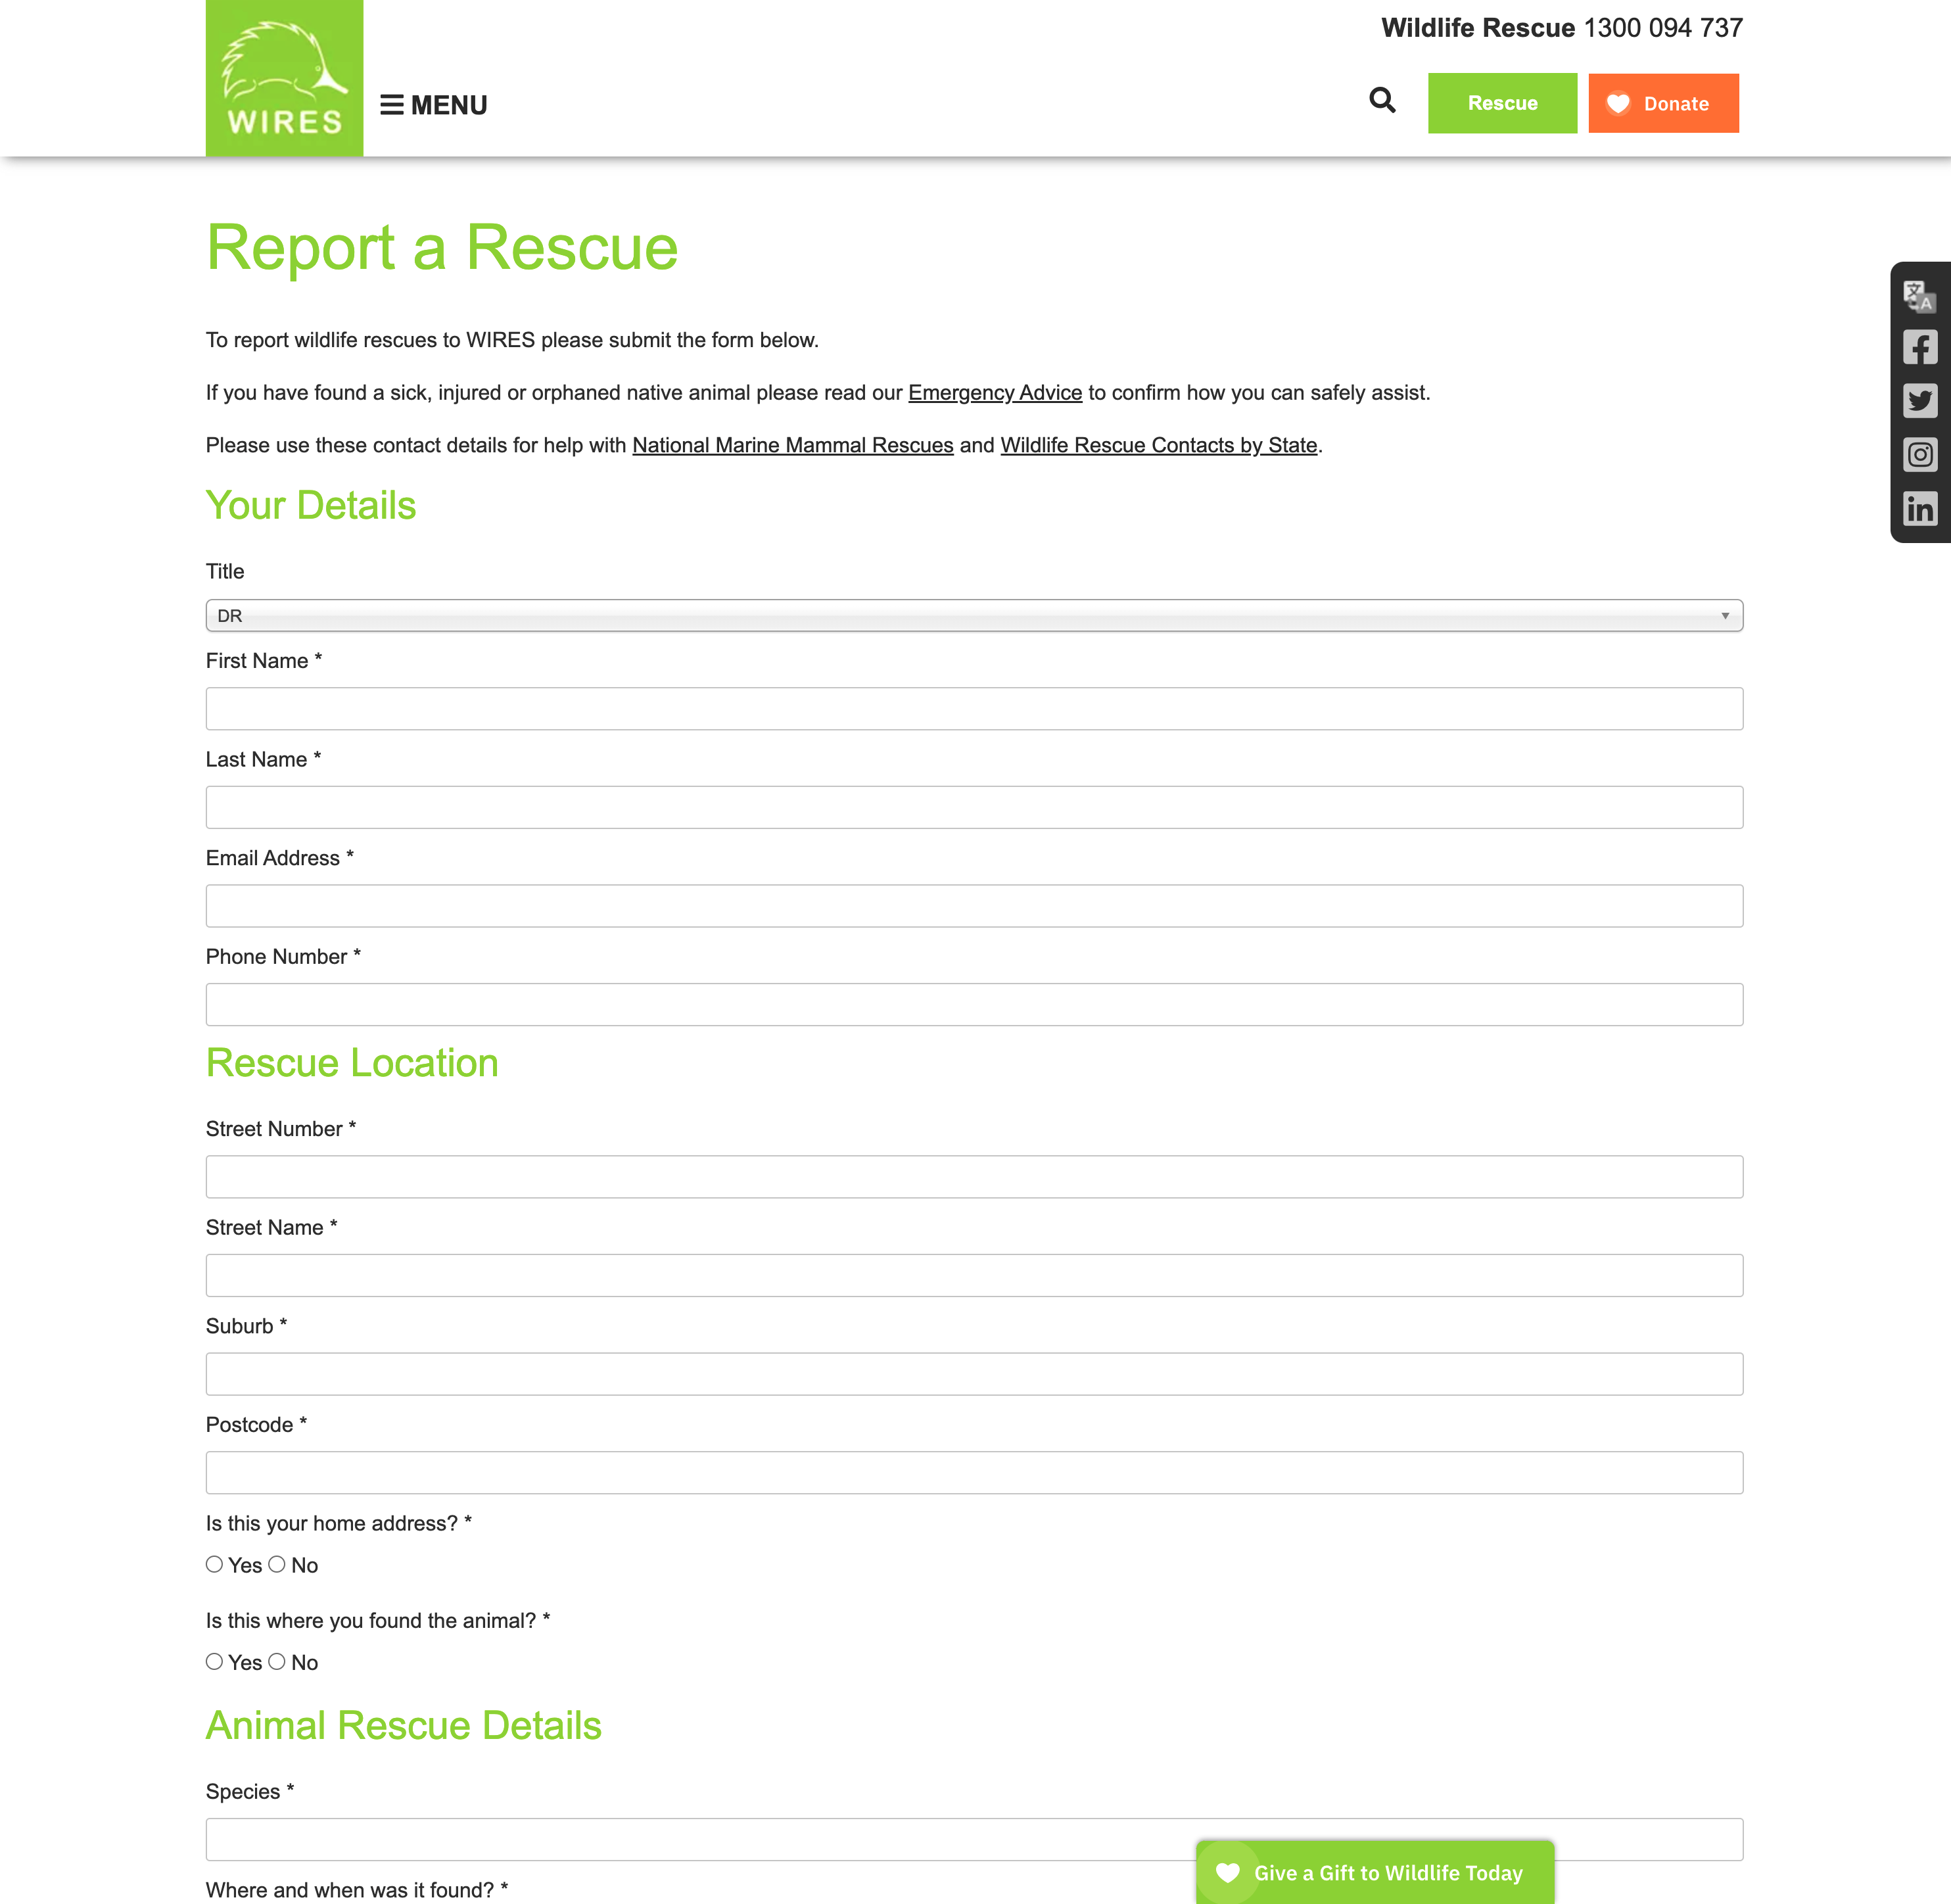 WIRES
MENU
Wildlife Rescue 1300 094 737
Rescue
Donate
Report a Rescue
To report wildlife rescues to WIRES please submit the form below.
If you have found a sick, injured or orphaned native animal please read our Emergency Advice to confirm how you can safely assist.
Please use these contact details for help with National Marine Mammal Rescues and Wildlife Rescue Contacts by State.
Your Details
Title
DR
First Name *
Last Name *
Email Address *
Phone Number *
Rescue Location
Street Number *
Street Name *
Suburb *
Postcode *
Is this your home address? *
Yes No
Is this where you found the animal? *
Yes No
Animal Rescue Details
Species *
Give a Gift to Wildlife Today
Where and when was it found? *